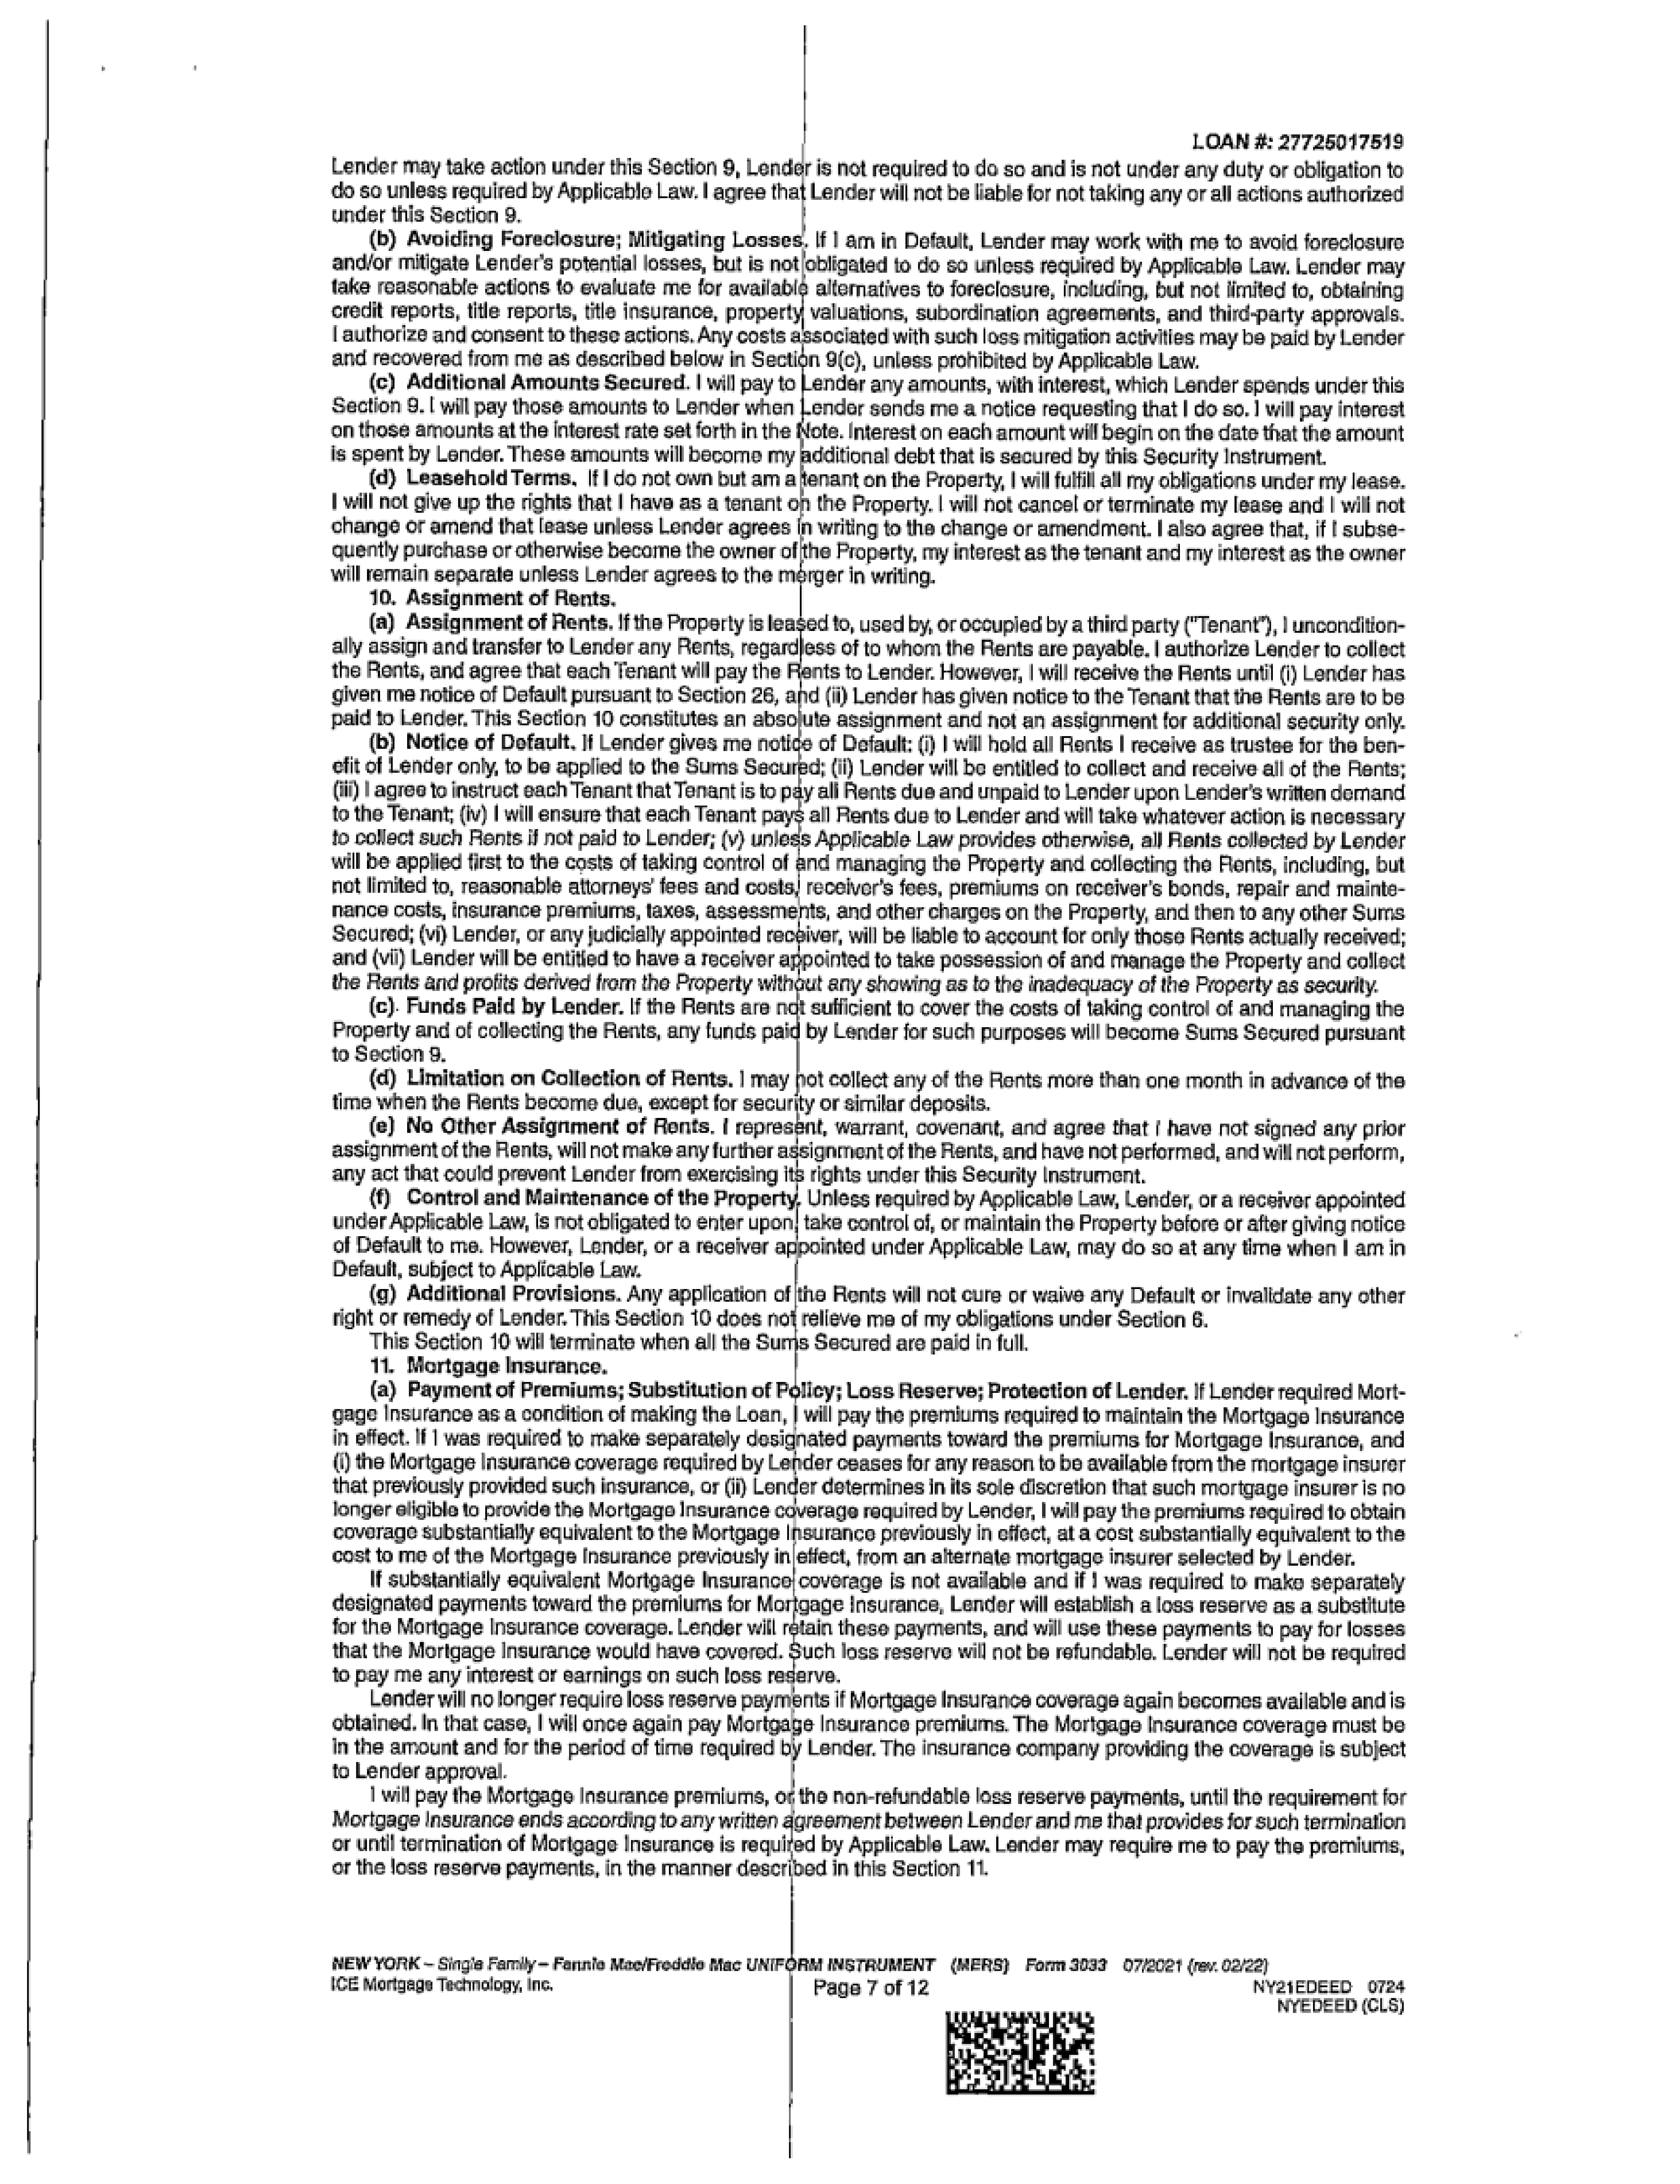 LOAN #: 27725017519
Lender may take action under this Section 9, Lender is not required to do so and is not under any duty or obligation to
do so unless required by Applicable Law. I agree that Lender will not be liable for not taking any or all actions authorized
under this Section 9.
(b) Avoiding Foreclosure; Mitigating Losses. If I am in Default, Lender may work with me to avoid foreclosure
and/or mitigate Lender's potential losses, but is not obligated to do so unless required by Applicable Law. Lender may
take reasonable actions to evaluate me for available alternatives to foreclosure, including, but not limited to, obtaining
credit reports, title reports, title insurance, property valuations, subordination agreements, and third-party approvals.
I authorize and consent to these actions. Any costs associated with such loss mitigation activities may be paid by Lender
and recovered from me as described below in Section 9(c), unless prohibited by Applicable Law.
(c) Additional Amounts Secured. I will pay to Lender any amounts, with interest, which Lender spends under this
Section 9. I will pay those amounts to Lender when Lender sends me a notice requesting that I do so. I will pay interest
on those amounts at the interest rate set forth in the Note. Interest on each amount will begin on the date that the amount
is spent by Lender. These amounts will become my additional debt that is secured by this Security Instrument.
(d) Leasehold Terms. If I do not own but am a tenant on the Property, I will fulfill all my obligations under my lease.
I will not give up the rights that I have as a tenant on the Property. I will not cancel or terminate my lease and I will not
change or amend that lease unless Lender agrees in writing to the change or amendment. I also agree that, if I subse-
quently purchase or otherwise become the owner of the Property, my interest as the tenant and my interest as the owner
will remain separate unless Lender agrees to the merger in writing.
10. Assignment of Rents.
(a) Assignment of Rents. If the Property is leased to, used by, or occupied by a third party ("Tenant"), I uncondition-
ally assign and transfer to Lender any Rents, regardless of to whom the Rents are payable. I authorize Lender to collect
the Rents, and agree that each Tenant will pay the Rents to Lender. However, I will receive the Rents until (i) Lender has
given me notice of Default pursuant to Section 26, and (ii) Lender has given notice to the Tenant that the Rents are to be
paid to Lender. This Section 10 constitutes an absolute assignment and not an assignment for additional security only.
(b) Notice of Default. If Lender gives me notice of Default: (i) I will hold all Rents I receive as trustee for the ben-
efit of Lender only, to be applied to the Sums Secured; (ii) Lender will be entitled to collect and receive all of the Rents;
(iii) I agree to instruct each Tenant that Tenant is to pay all Rents due and unpaid to Lender upon Lender's written demand
to the Tenant; (iv) I will ensure that each Tenant pays all Rents due to Lender and will take whatever action is necessary
to collect such Rents if not paid to Lender; (v) unless Applicable Law provides otherwise, all Rents collected by Lender
will be applied first to the costs of taking control of and managing the Property and collecting the Rents, including, but
not limited to, reasonable attorneys' fees and costs, receiver's fees, premiums on receiver's bonds, repair and mainte-
nance costs, insurance premiums, taxes, assessments, and other charges on the Property, and then to any other Sums
Secured; (vi) Lender, or any judicially appointed receiver, will be liable to account for only those Rents actually received;
and (vii) Lender will be entitled to have a receiver appointed to take possession of and manage the Property and collect
the Rents and profits derived from the Property without any showing as to the inadequacy of the Property as security.
(c). Funds Paid by Lender. If the Rents are not sufficient to cover the costs of taking control of and managing the
Property and of collecting the Rents, any funds paid by Lender for such purposes will become Sums Secured pursuant
to Section 9.
(d) Limitation on Collection of Rents. I may not collect any of the Rents more than one month in advance of the
time when the Rents become due, except for security or similar deposits.
(e) No Other Assignment of Rents. I represent, warrant, covenant, and agree that I have not signed any prior
assignment of the Rents, will not make any further assignment of the Rents, and have not performed, and will not perform,
any act that could prevent Lender from exercising its rights under this Security Instrument.
(f) Control and Maintenance of the Property. Unless required by Applicable Law, Lender, or a receiver appointed
under Applicable Law, is not obligated to enter upon, take control of, or maintain the Property before or after giving notice
of Default to me. However, Lender, or a receiver appointed under Applicable Law, may do so at any time when I am in
Default, subject to Applicable Law.
(g) Additional Provisions. Any application of the Rents will not cure or waive any Default or invalidate any other
right or remedy of Lender. This Section 10 does not relieve me of my obligations under Section 6.
This Section 10 will terminate when all the Sums Secured are paid in full.
11. Mortgage Insurance.
(a) Payment of Premiums; Substitution of Policy; Loss Reserve; Protection of Lender. If Lender required Mort-
gage Insurance as a condition of making the Loan, I will pay the premiums required to maintain the Mortgage Insurance
in effect. If I was required to make separately designated payments toward the premiums for Mortgage Insurance, and
(i) the Mortgage Insurance coverage required by Lender ceases for any reason to be available from the mortgage insurer
that previously provided such insurance, or (ii) Lender determines in its sole discretion that such mortgage insurer is no
longer eligible to provide the Mortgage Insurance coverage required by Lender, I will pay the premiums required to obtain
coverage substantially equivalent to the Mortgage Insurance previously in effect, at a cost substantially equivalent to the
cost to me of the Mortgage Insurance previously in effect, from an alternate mortgage insurer selected by Lender.
If substantially equivalent Mortgage Insurance coverage is not available and if I was required to make separately
designated payments toward the premiums for Mortgage Insurance, Lender will establish a loss reserve as a substitute
for the Mortgage Insurance coverage. Lender will retain these payments, and will use these payments to pay for losses
that the Mortgage Insurance would have covered. Such loss reserve will not be refundable. Lender will not be required
to pay me any interest or earnings on such loss reserve.
Lender will no longer require loss reserve payments if Mortgage Insurance coverage again becomes available and is
obtained. In that case, I will once again pay Mortgage Insurance premiums. The Mortgage Insurance coverage must be
in the amount and for the period of time required by Lender. The insurance company providing the coverage is subject
to Lender approval.
I will pay the Mortgage Insurance premiums, or the non-refundable loss reserve payments, until the requirement for
Mortgage Insurance ends according to any written agreement between Lender and me that provides for such termination
or until termination of Mortgage Insurance is required by Applicable Law. Lender may require me to pay the premiums,
or the loss reserve payments, in the manner described in this Section 11.
NEW YORK – Single Family – Fannie Mae/Freddie Mac UNIFORM INSTRUMENT (MERS) Form 3033 07/2021 (rev. 02/22)
ICE Mortgage Technology, Inc. Page 7 of 12 NY21EDEED 0724
NYEDEED (CLS)